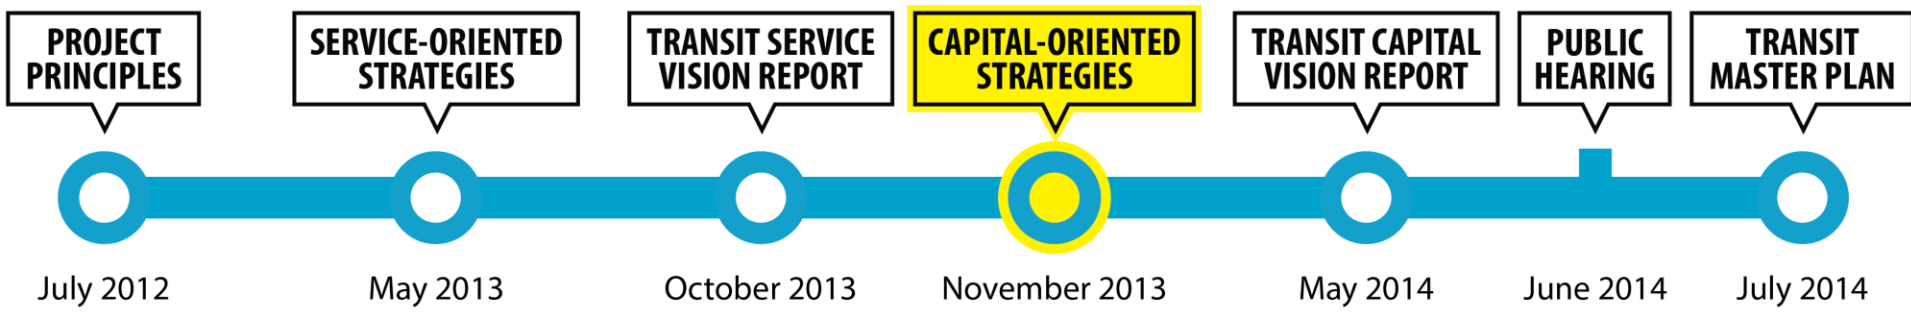 PROJECT
PRINCIPLES
SERVICE-ORIENTED
STRATEGIES
TRANSIT SERVICE
VISION REPORT
CAPITAL-ORIENTED
STRATEGIES
TRANSIT CAPITAL
VISION REPORT
PUBLIC
HEARING
TRANSIT
MASTER PLAN
July 2012
May 2013
October 2013
November 2013
May 2014
June 2014
July 2014